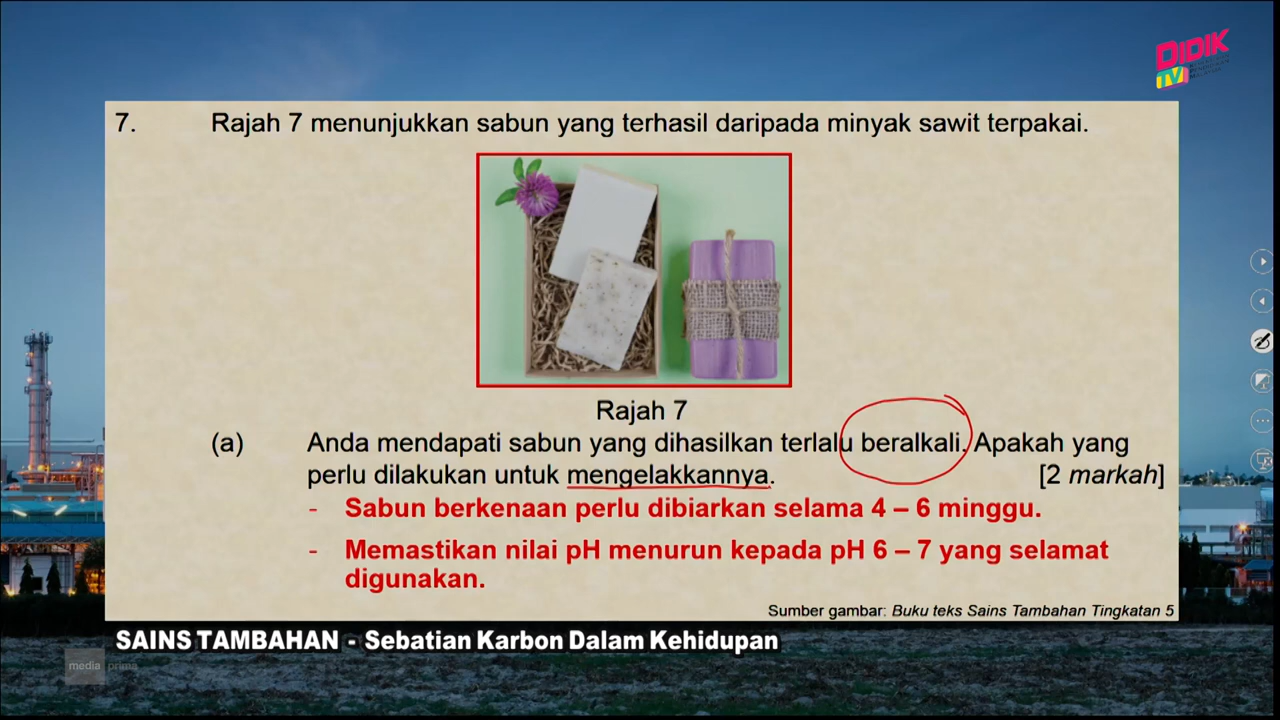 DIDIK
TV
7. Rajah 7 menunjukkan sabun yang terhasil daripada minyak sawit terpakai.
Rajah 7
(a) Anda mendapati sabun yang dihasilkan terlalu beralkali. Apakah yang
perlu dilakukan untuk mengelakkannya. [2 markah]
- Sabun berkenaan perlu dibiarkan selama 4 – 6 minggu.
- Memastikan nilai pH menurun kepada pH 6 – 7 yang selamat
digunakan.
Sumber gambar: Buku teks Sains Tambahan Tingkatan 5
SAINS TAMBAHAN - Sebatian Karbon Dalam Kehidupan
media prima